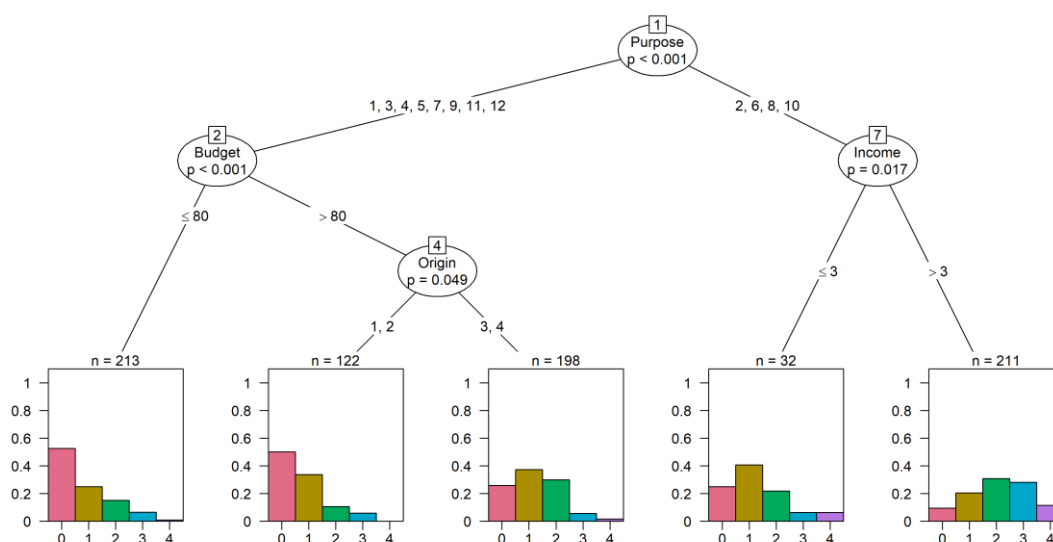 1
Purpose
p < 0.001
1, 3, 4, 5, 7, 9, 11, 12
2, 6, 8, 10
2
Budget
p < 0.001
7
Income
p = 0.017
≤ 80
> 80
4
Origin
p = 0.049
≤ 3
> 3
1, 2
3, 4
n = 213
n = 122
n = 198
n = 32
n = 211
1 1 1 1 1
0.8 0.8 0.8 0.8 0.8
0.6 0.6 0.6 0.6 0.6
0.4 0.4 0.4 0.4 0.4
0.2 0.2 0.2 0.2 0.2
0 0 0 0 0
0 1 2 3 4 0 1 2 3 4 0 1 2 3 4 0 1 2 3 4 0 1 2 3 4